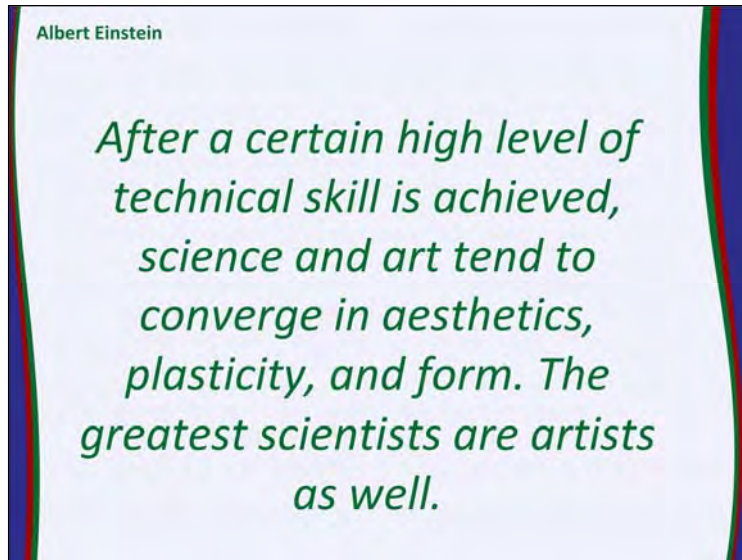 Albert Einstein
After a certain high level of
technical skill is achieved,
science and art tend to
converge in aesthetics,
plasticity, and form. The
greatest scientists are artists
as well.